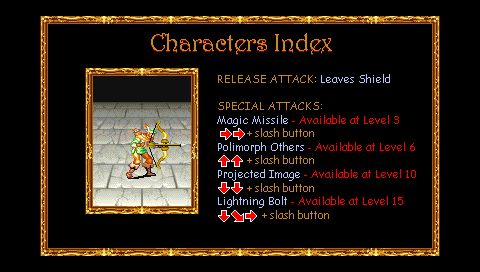 Characters Index
RELEASE ATTACK: Leaves Shield
SPECIAL ATTACKS:
Magic Missile - Available at Level 3
+ slash button
Polimorph Others - Available at Level 6
+ slash button
Projected Image - Available at Level 10
+ slash button
Lightning Bolt - Available at Level 15
+ slash button